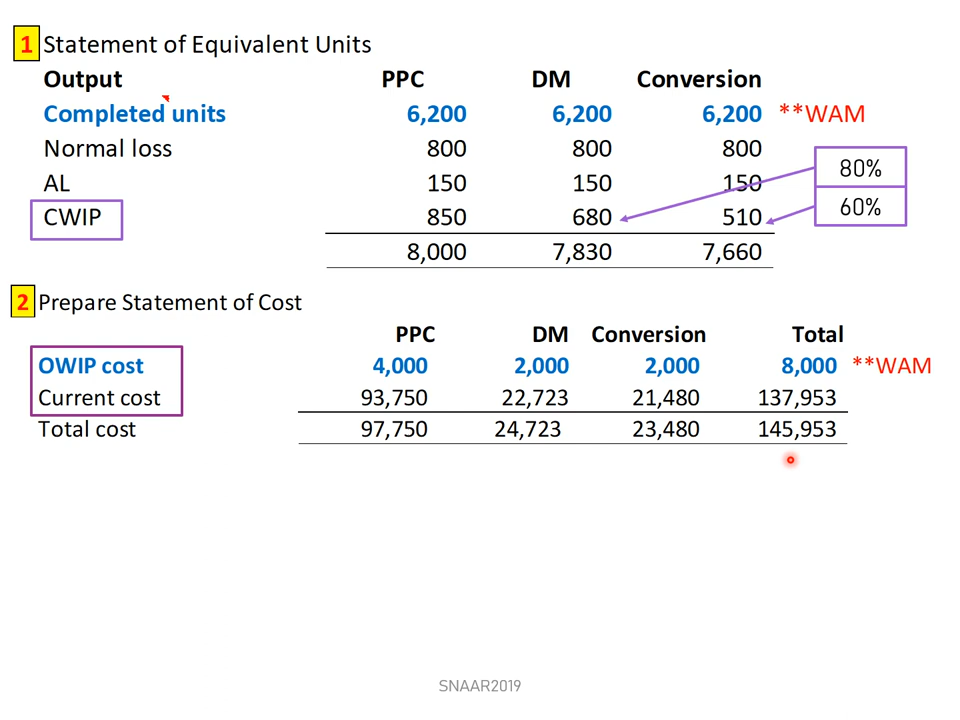 1 Statement of Equivalent Units
Output PPC DM Conversion
Completed units 6,200 6,200 6,200 **WAM
Normal loss 800 800 800
80%
AL 150 150 150
60%
CWIP 850 680 510
8,000 7,830 7,660
2 Prepare Statement of Cost
PPC DM Conversion Total
OWIP cost 4,000 2,000 2,000 8,000 **WAM
Current cost 93,750 22,723 21,480 137,953
Total cost 97,750 24,723 23,480 145,953
SNAAR2019